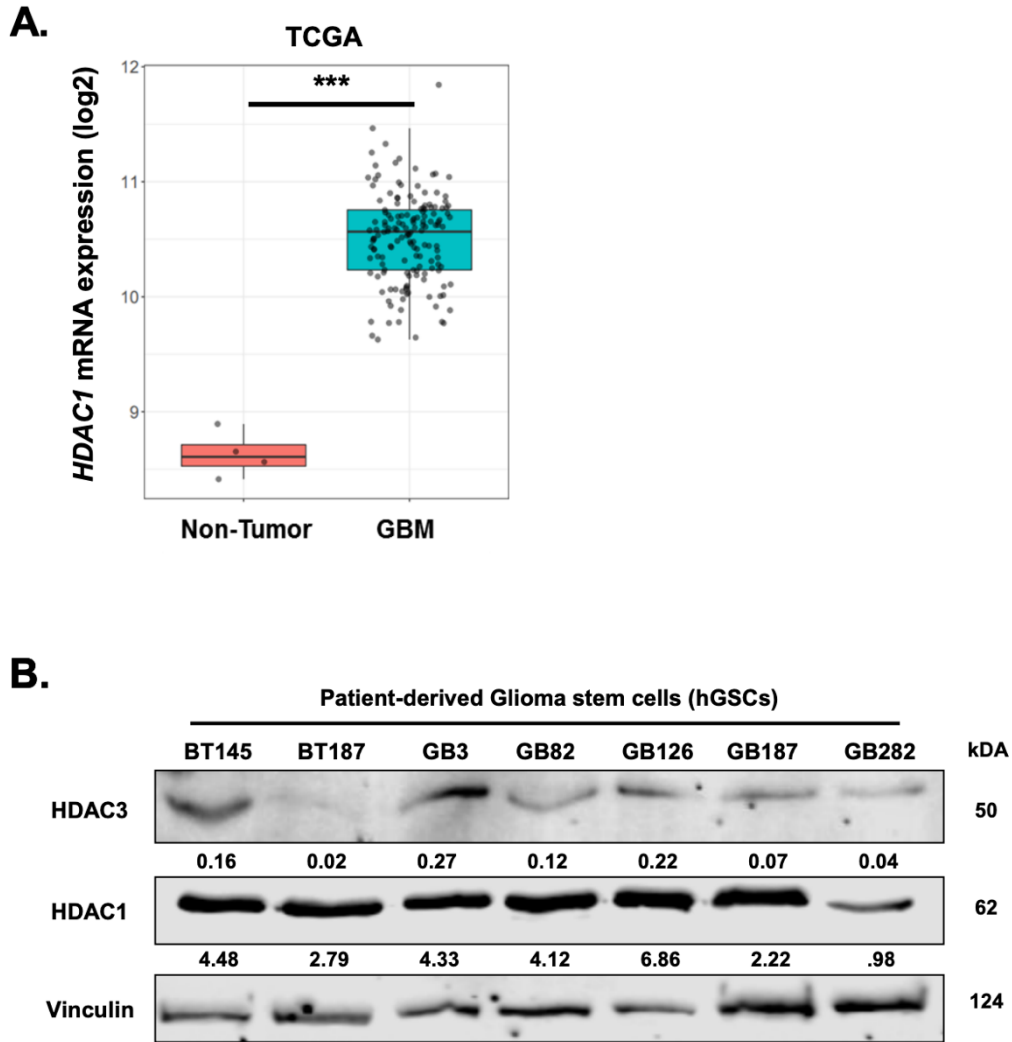 A.
TCGA
HDAC1 mRNA expression (log2)
12
***
11
10
9
Non-Tumor GBM
B.
Patient-derived Glioma stem cells (hGSCs)
BT145 BT187 GB3 GB82 GB126 GB187 GB282 kDA
HDAC3 50
0.16 0.02 0.27 0.12 0.22 0.07 0.04
HDAC1 62
4.48 2.79 4.33 4.12 6.86 2.22 .98
Vinculin 124